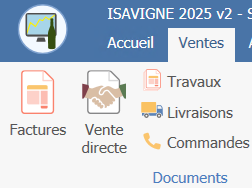 ISAVIGNE 2025 v2 -
Accueil Ventes
Factures
Vente
directe
Travaux
Livraisons
Commandes
Documents